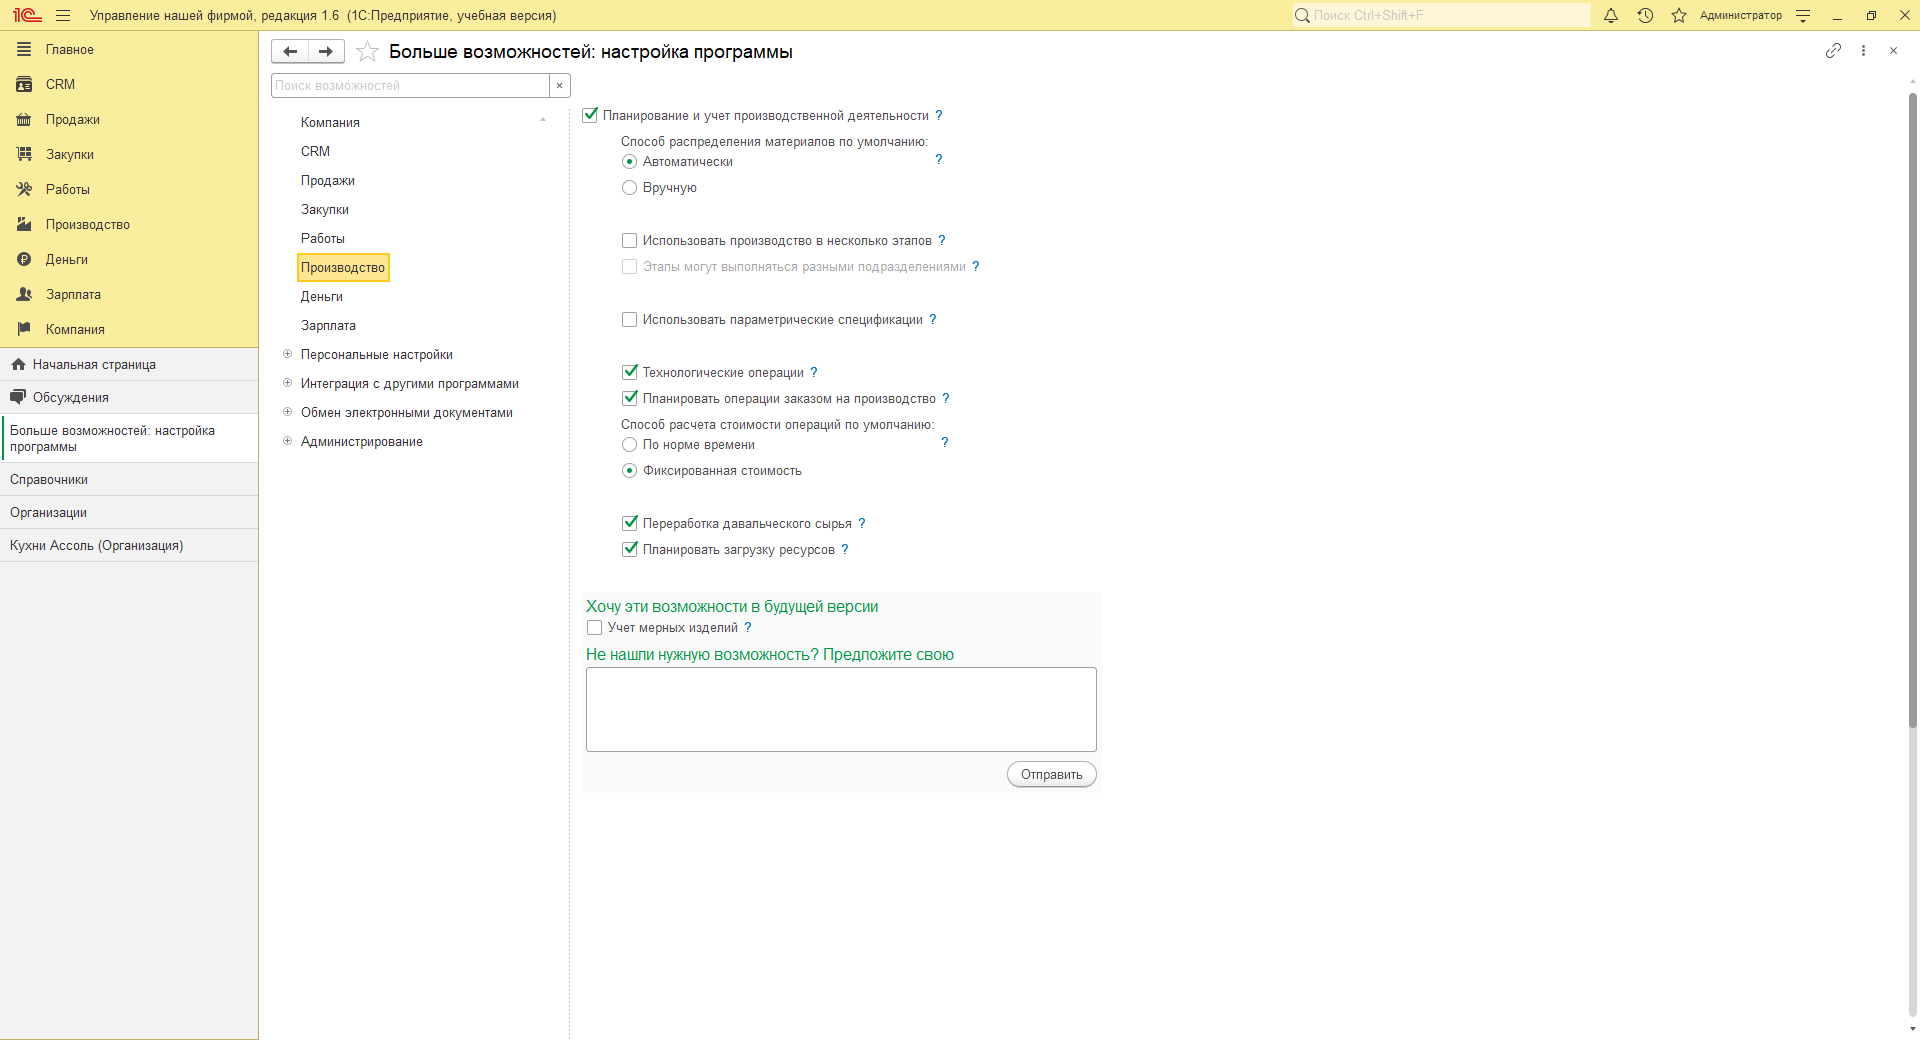 1С Управление нашей фирмой, редакция 1.6 (1С:Предприятие, учебная версия)
Поиск Ctrl+Shift+F
Администратор
Главное
CRM
Продажи
Закупки
Работы
Производство
Деньги
Зарплата
Компания
Начальная страница
Обсуждения
Больше возможностей: настройка
программы
Справочники
Организации
Кухни Ассоль (Организация)
Больше возможностей: настройка программы
Поиск возможностей ×
Компания
CRM
Продажи
Закупки
Работы
Производство
Деньги
Зарплата
Персональные настройки
Интеграция с другими программами
Обмен электронными документами
Администрирование
Планирование и учет производственной деятельности ?
Способ распределения материалов по умолчанию:
Автоматически ?
Вручную
Использовать производство в несколько этапов ?
Этапы могут выполняться разными подразделениями ?
Использовать параметрические спецификации ?
Технологические операции ?
Планировать операции заказом на производство ?
Способ расчета стоимости операций по умолчанию:
По норме времени ?
Фиксированная стоимость
Переработка давальческого сырья ?
Планировать загрузку ресурсов ?
Хочу эти возможности в будущей версии
Учет мерных изделий ?
Не нашли нужную возможность? Предложите свою
Отправить